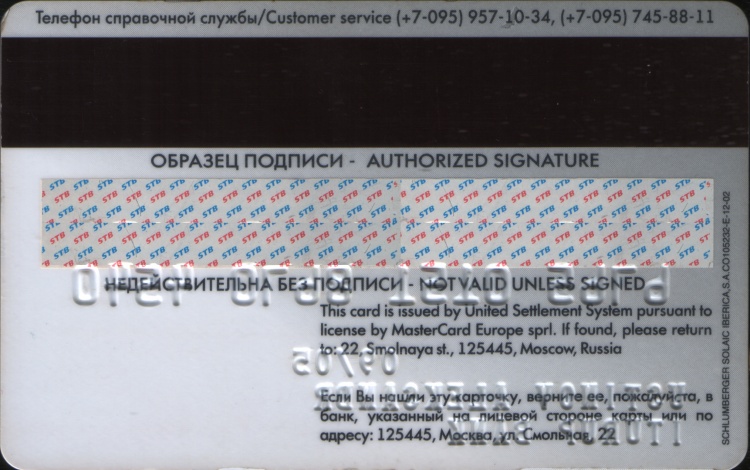 Телефон справочной службы/Customer service (+7-095) 957-10-34, (+7-095) 745-88-11
ОБРАЗЕЦ ПОДПИСИ - AUTHORIZED SIGNATURE
STB
НЕДЕЙСТВИТЕЛЬНА БЕЗ ПОДПИСИ - NOT VALID UNLESS SIGNED
This card is issued by United Settlement System pursuant to
license by MasterCard Europe sprl. If found, please return
to: 22, Smolnaya st., 125445, Moscow, Russia
Если Вы нашли эту карточку, верните ее, пожалуйста, в
банк, указанный на лицевой стороне карты или по
адресу: 125445, Москва, ул. Смольная, 22
SCHLUMBERGER SOLAIC IBERICA,S.A.CO105232-E-12-02